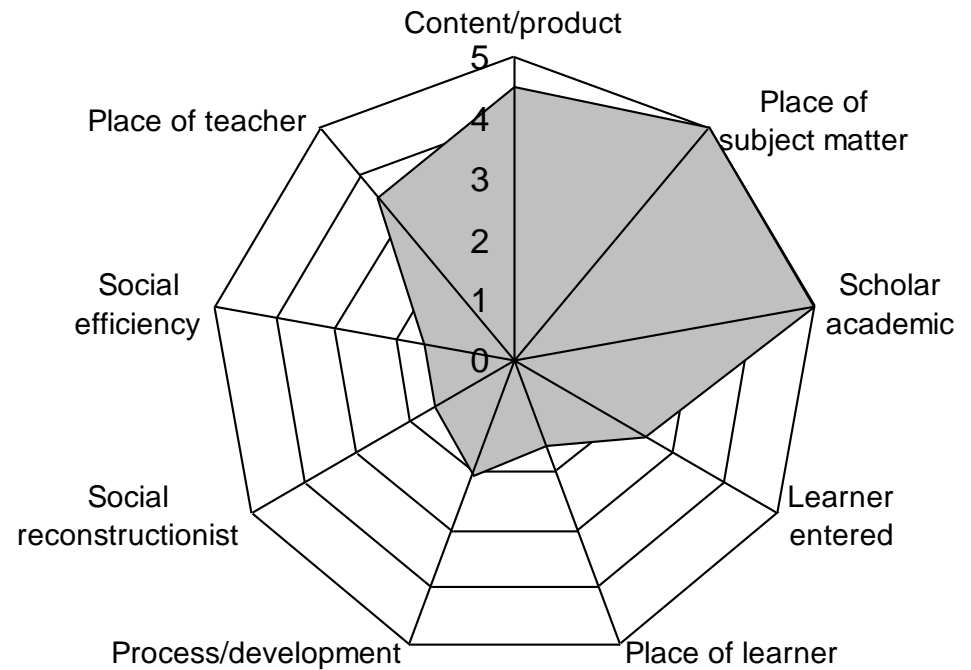 Content/product
5
Place of teacher
4
Place of
subject matter
3
2
Social
efficiency
1
Scholar
academic
0
Social
reconstructionist
Learner
entered
Process/development
Place of learner